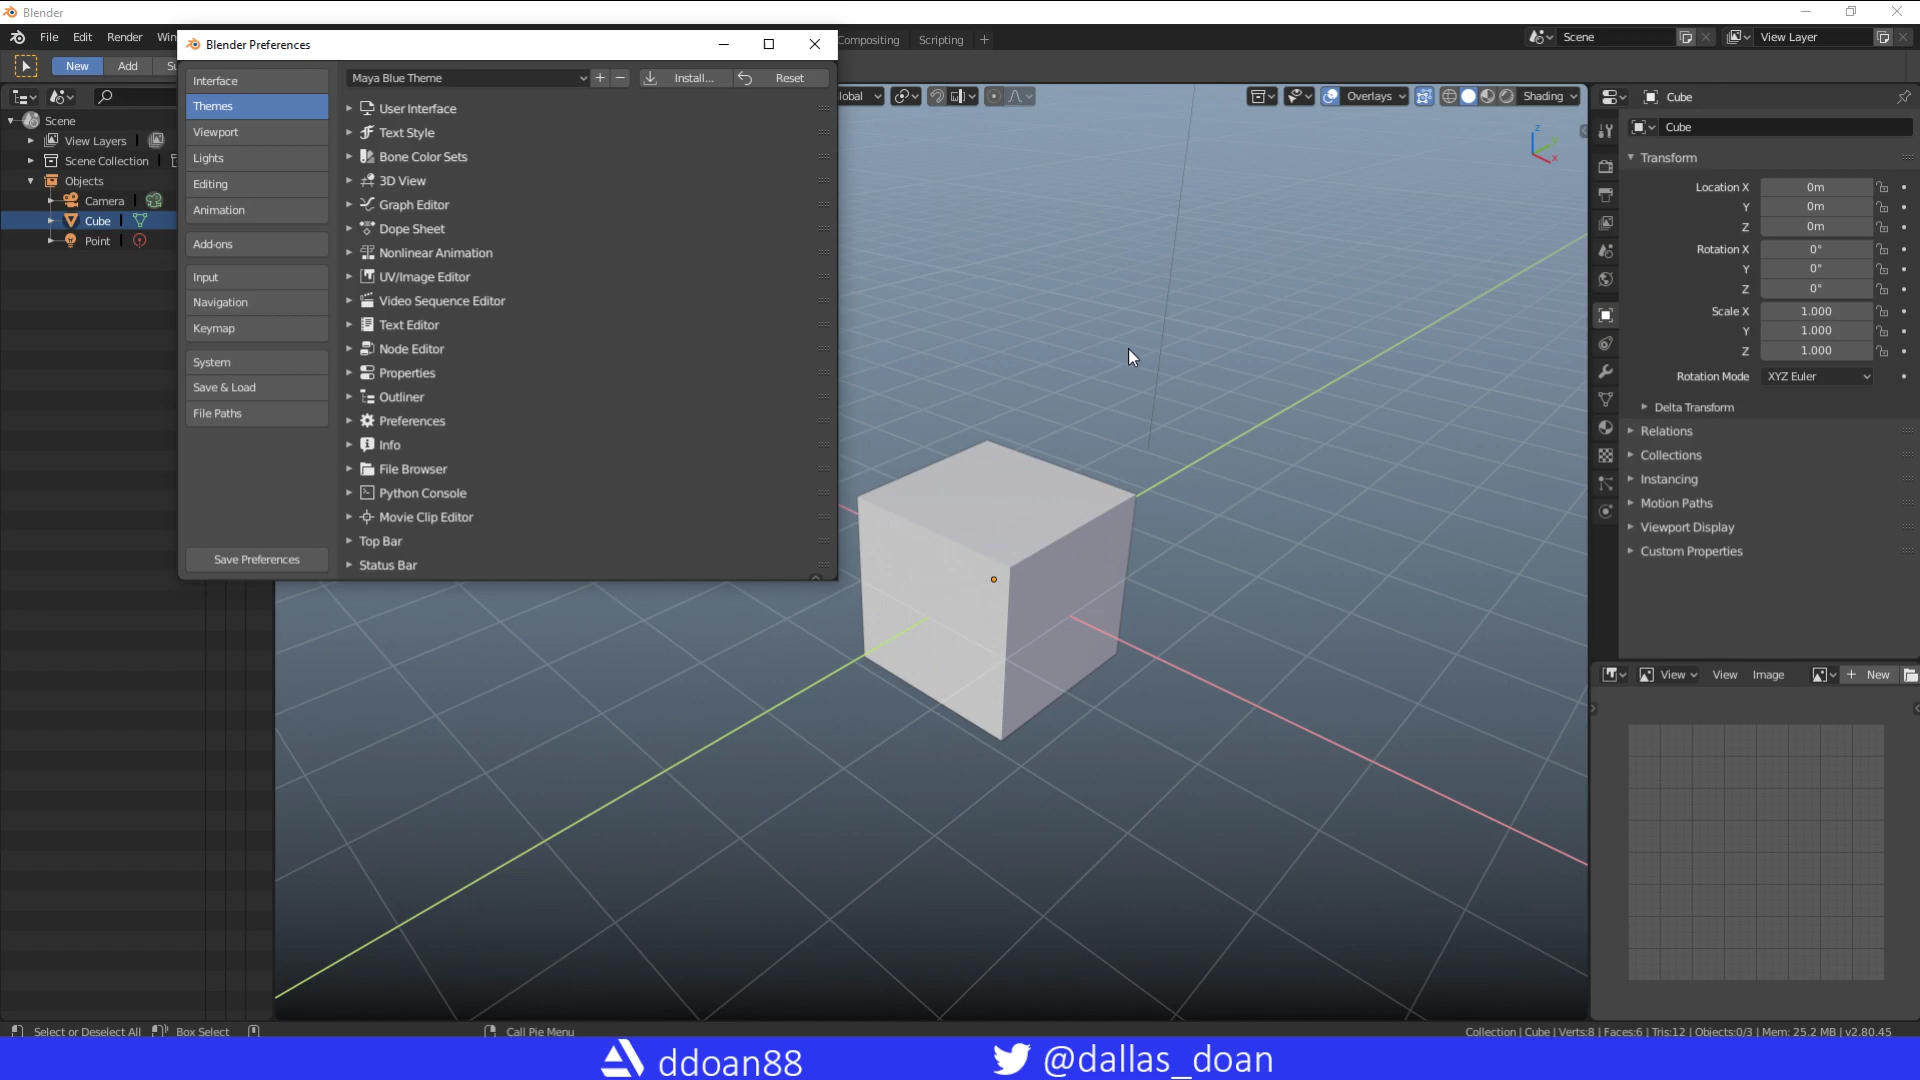 Blender
File Edit Render Win
Compositing Scripting
Scene
View Layer
Blender Preferences
New Add Su
Interface
Themes
Viewport
Lights
Editing
Animation
Add-ons
Input
Navigation
Keymap
System
Save & Load
File Paths
Save Preferences
Maya Blue Theme
Install...
Reset
User Interface
Text Style
Bone Color Sets
3D View
Graph Editor
Dope Sheet
Nonlinear Animation
UV/Image Editor
Video Sequence Editor
Text Editor
Node Editor
Properties
Outliner
Preferences
Info
File Browser
Python Console
Movie Clip Editor
Top Bar
Status Bar
Scene
View Layers
Scene Collection
Objects
Camera
Cube
Point
lobal
Overlays
Shading
Z
Y
X
Cube
Cube
Transform
Location X 0m
Y 0m
Z 0m
Rotation X 0°
Y 0°
Z 0°
Scale X 1.000
Y 1.000
Z 1.000
Rotation Mode XYZ Euler
Delta Transform
Relations
Collections
Instancing
Motion Paths
Viewport Display
Custom Properties
View View Image New
Select or Deselect All
Box Select
Call Pie Menu
Collection | Cube | Verts:8 | Faces:6 | Tris:12 | Objects:0/3 | Mem: 25.2 MB | v2.80.45
ddoan88
@dallas_doan